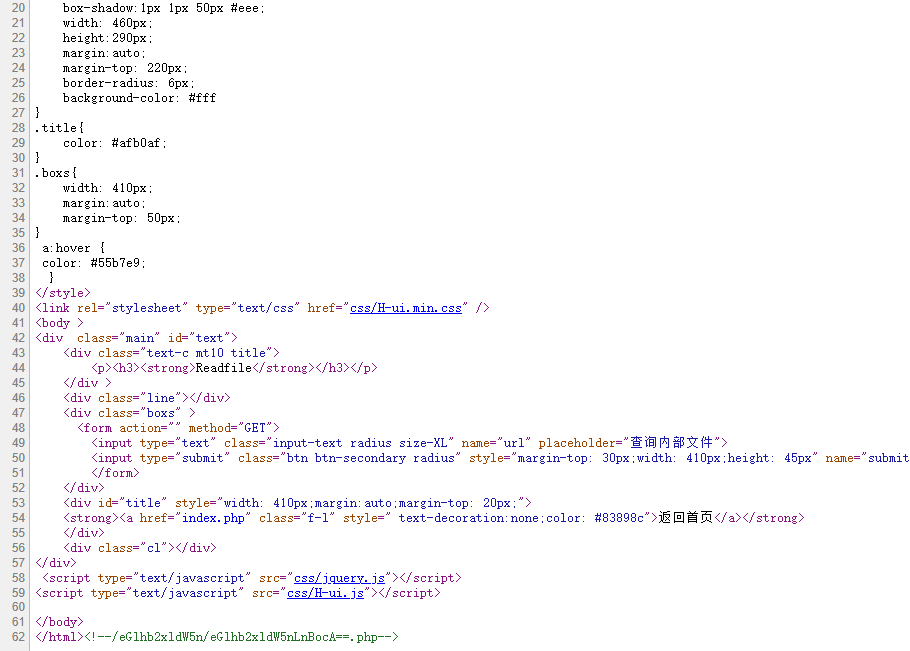 20     box-shadow:1px 1px 50px #eee;
21     width: 460px;
22     height:290px;
23     margin:auto;
24     margin-top: 220px;
25     border-radius: 6px;
26     background-color: #fff
27 }
28 .title{
29     color: #afb0af;
30 }
31 .boxs{
32     width: 410px;
33     margin:auto;
34     margin-top: 50px;
35 }
36  a:hover {
37  color: #55b7e9;
38   }
39 </style>
40 <link rel="stylesheet" type="text/css" href="css/H-ui.min.css" />
41 <body >
42 <div  class="main" id="text">
43     <div class="text-c mt10 title">
44         <p><h3><strong>Readfile</strong></h3></p>
45     </div >
46     <div class="line"></div>
47     <div class="boxs" >
48       <form action="" method="GET">
49         <input type="text" class="input-text radius size-XL" name="url" placeholder="查询内部文件">
50         <input type="submit" class="btn btn-secondary radius" style="margin-top: 30px;width: 410px;height: 45px" name="submit
51         </form>
52     </div>
53     <div id="title" style="width: 410px;margin:auto;margin-top: 20px;">
54     <strong><a href="index.php" class="f-l" style=" text-decoration:none;color: #83898c">返回首页</a></strong>
55     </div>
56     <div class="cl"></div>
57 </div>
58  <script type="text/javascript" src="css/jquery.js"></script>
59 <script type="text/javascript" src="css/H-ui.js"></script>
60
61 </body>
62 </html><!--/eGlhb2xldW5n/eGlhb2xldW5nLnBocA==.php-->